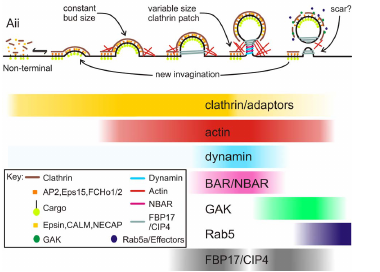 Aii
constant
bud size
variable size
clathrin patch
scar?
Non-terminal
new invagination
clathrin/adaptors
actin
dynamin
BAR/NBAR
GAK
Rab5
FBP17/CIP4
Key:
Clathrin
AP2,Eps15,FCHo1/2
Cargo
Epsin,CALM,NECAP
GAK
Dynamin
Actin
NBAR
FBP17
/CIP4
Rab5a/Effectors